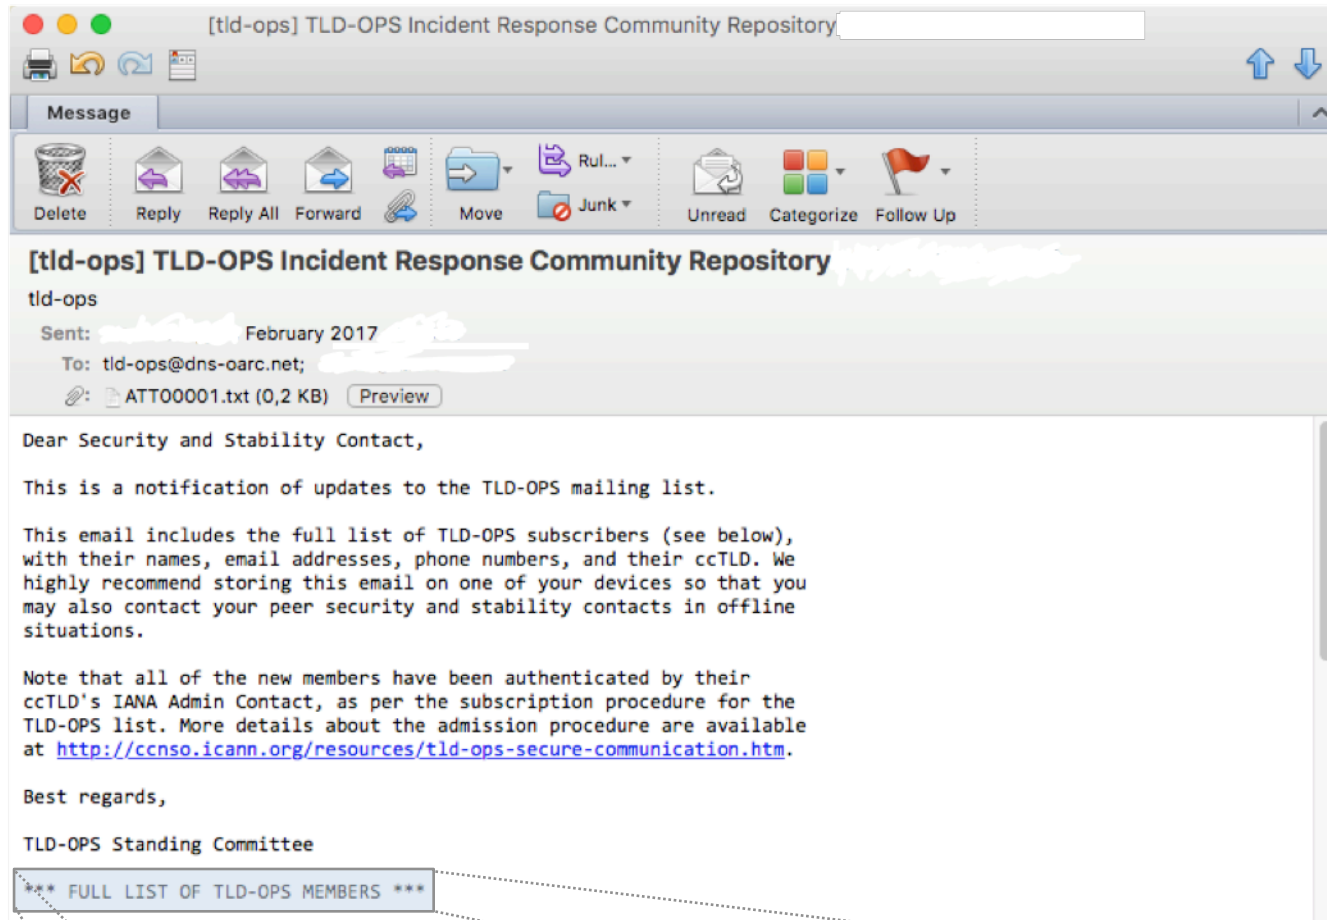 [tld-ops] TLD-OPS Incident Response Community Repository
Message
Delete
Reply
Reply All
Forward
Move
Rul...
Junk
Unread
Categorize
Follow Up
[tld-ops] TLD-OPS Incident Response Community Repository
tld-ops
Sent: February 2017
To: tld-ops@dns-oarc.net;
ATT00001.txt (0,2 KB) Preview
Dear Security and Stability Contact,
This is a notification of updates to the TLD-OPS mailing list.
This email includes the full list of TLD-OPS subscribers (see below),
with their names, email addresses, phone numbers, and their ccTLD. We
highly recommend storing this email on one of your devices so that you
may also contact your peer security and stability contacts in offline
situations.
Note that all of the new members have been authenticated by their
ccTLD's IANA Admin Contact, as per the subscription procedure for the
TLD-OPS list. More details about the admission procedure are available
at http://ccnso.icann.org/resources/tld-ops-secure-communication.htm.
Best regards,
TLD-OPS Standing Committee
*** FULL LIST OF TLD-OPS MEMBERS ***